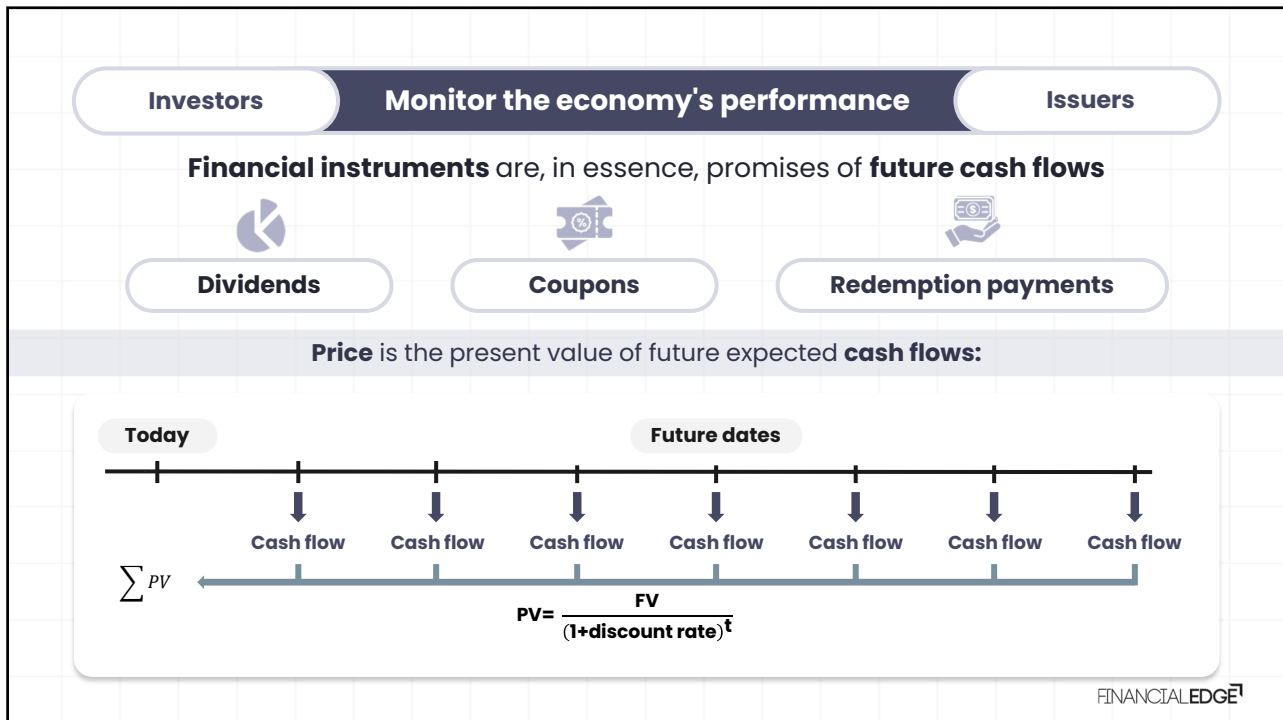 Investors
Monitor the economy's performance
Issuers
Financial instruments are, in essence, promises of future cash flows
%
$
Dividends
Coupons
Redemption payments
Price is the present value of future expected cash flows:
Today
Future dates
Cash flow
Cash flow
Cash flow
Cash flow
Cash flow
Cash flow
Cash flow
∑ PV
PV= FV
(1+discount rate)^t
FINANCIALEDGE